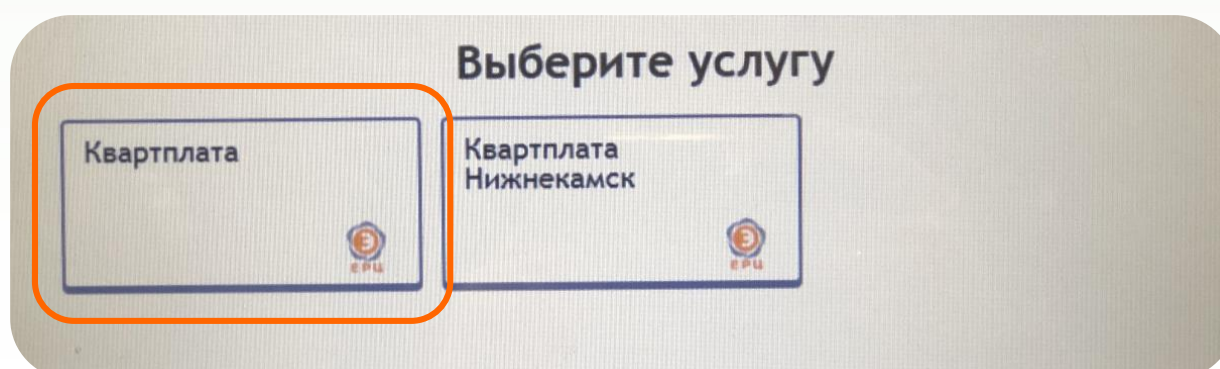 Выберите услугу
Квартплата
ЕРЦ
Квартплата
Нижнекамск
ЕРЦ